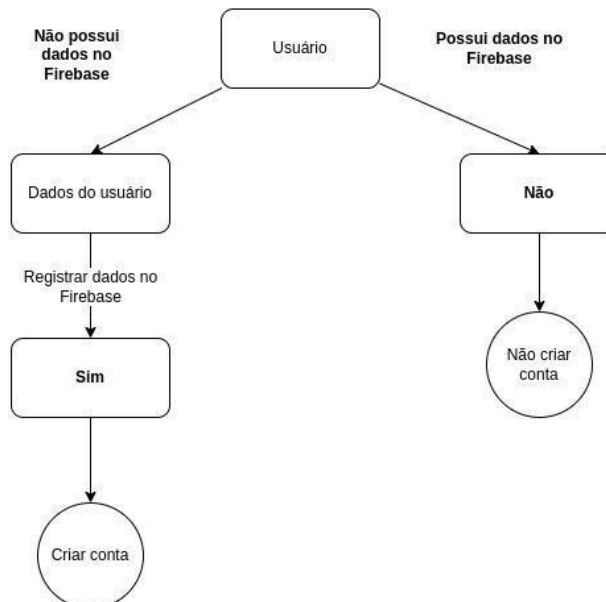 Não possui
dados no
Firebase
Usuário
Possui dados no
Firebase
Dados do usuário
Não
Registrar dados no
Firebase
Não criar
conta
Sim
Criar conta